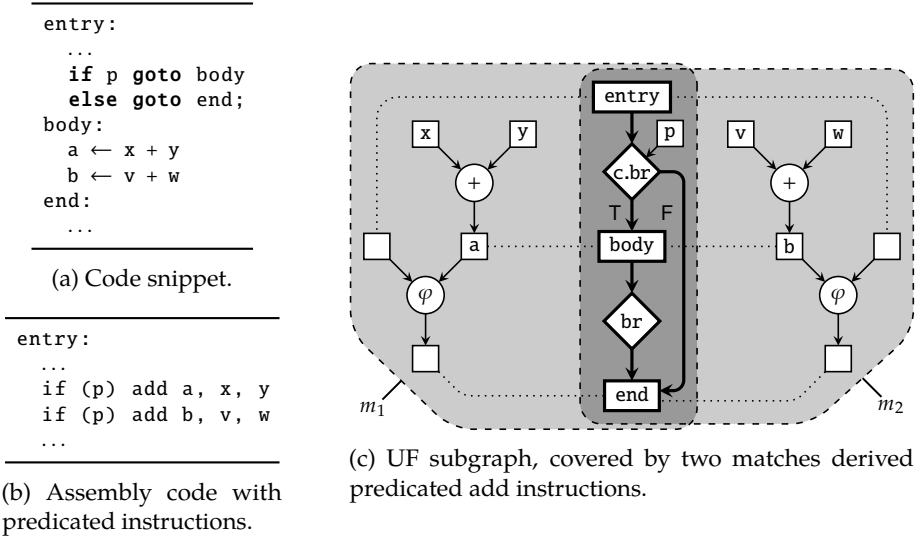 entry:
...
if p goto body
else goto end;
body:
a ← x + y
b ← v + w
end:
...
(a) Code snippet.
entry:
...
if (p) add a, x, y
if (p) add b, v, w
...
(b) Assembly code with
predicated instructions.
entry
x y p v w
+ c.br +
T F
a body b
φ br φ
end
m1 m2
(c) UF subgraph, covered by two matches derived
predicated add instructions.